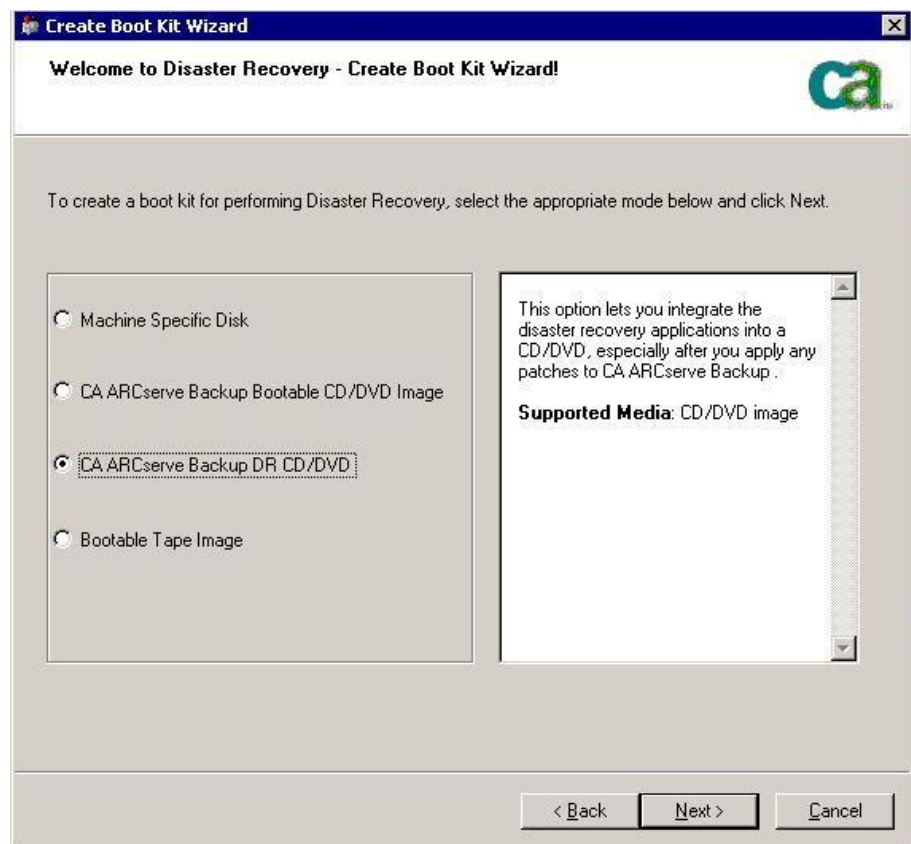 Create Boot Kit Wizard
Welcome to Disaster Recovery - Create Boot Kit Wizard!
ca
To create a boot kit for performing Disaster Recovery, select the appropriate mode below and click Next.
Machine Specific Disk
CA ARCserve Backup Bootable CD/DVD Image
CA ARCserve Backup DR CD/DVD
Bootable Tape Image
This option lets you integrate the
disaster recovery applications into a
CD/DVD, especially after you apply any
patches to CA ARCserve Backup .
Supported Media: CD/DVD image
< Back
Next >
Cancel